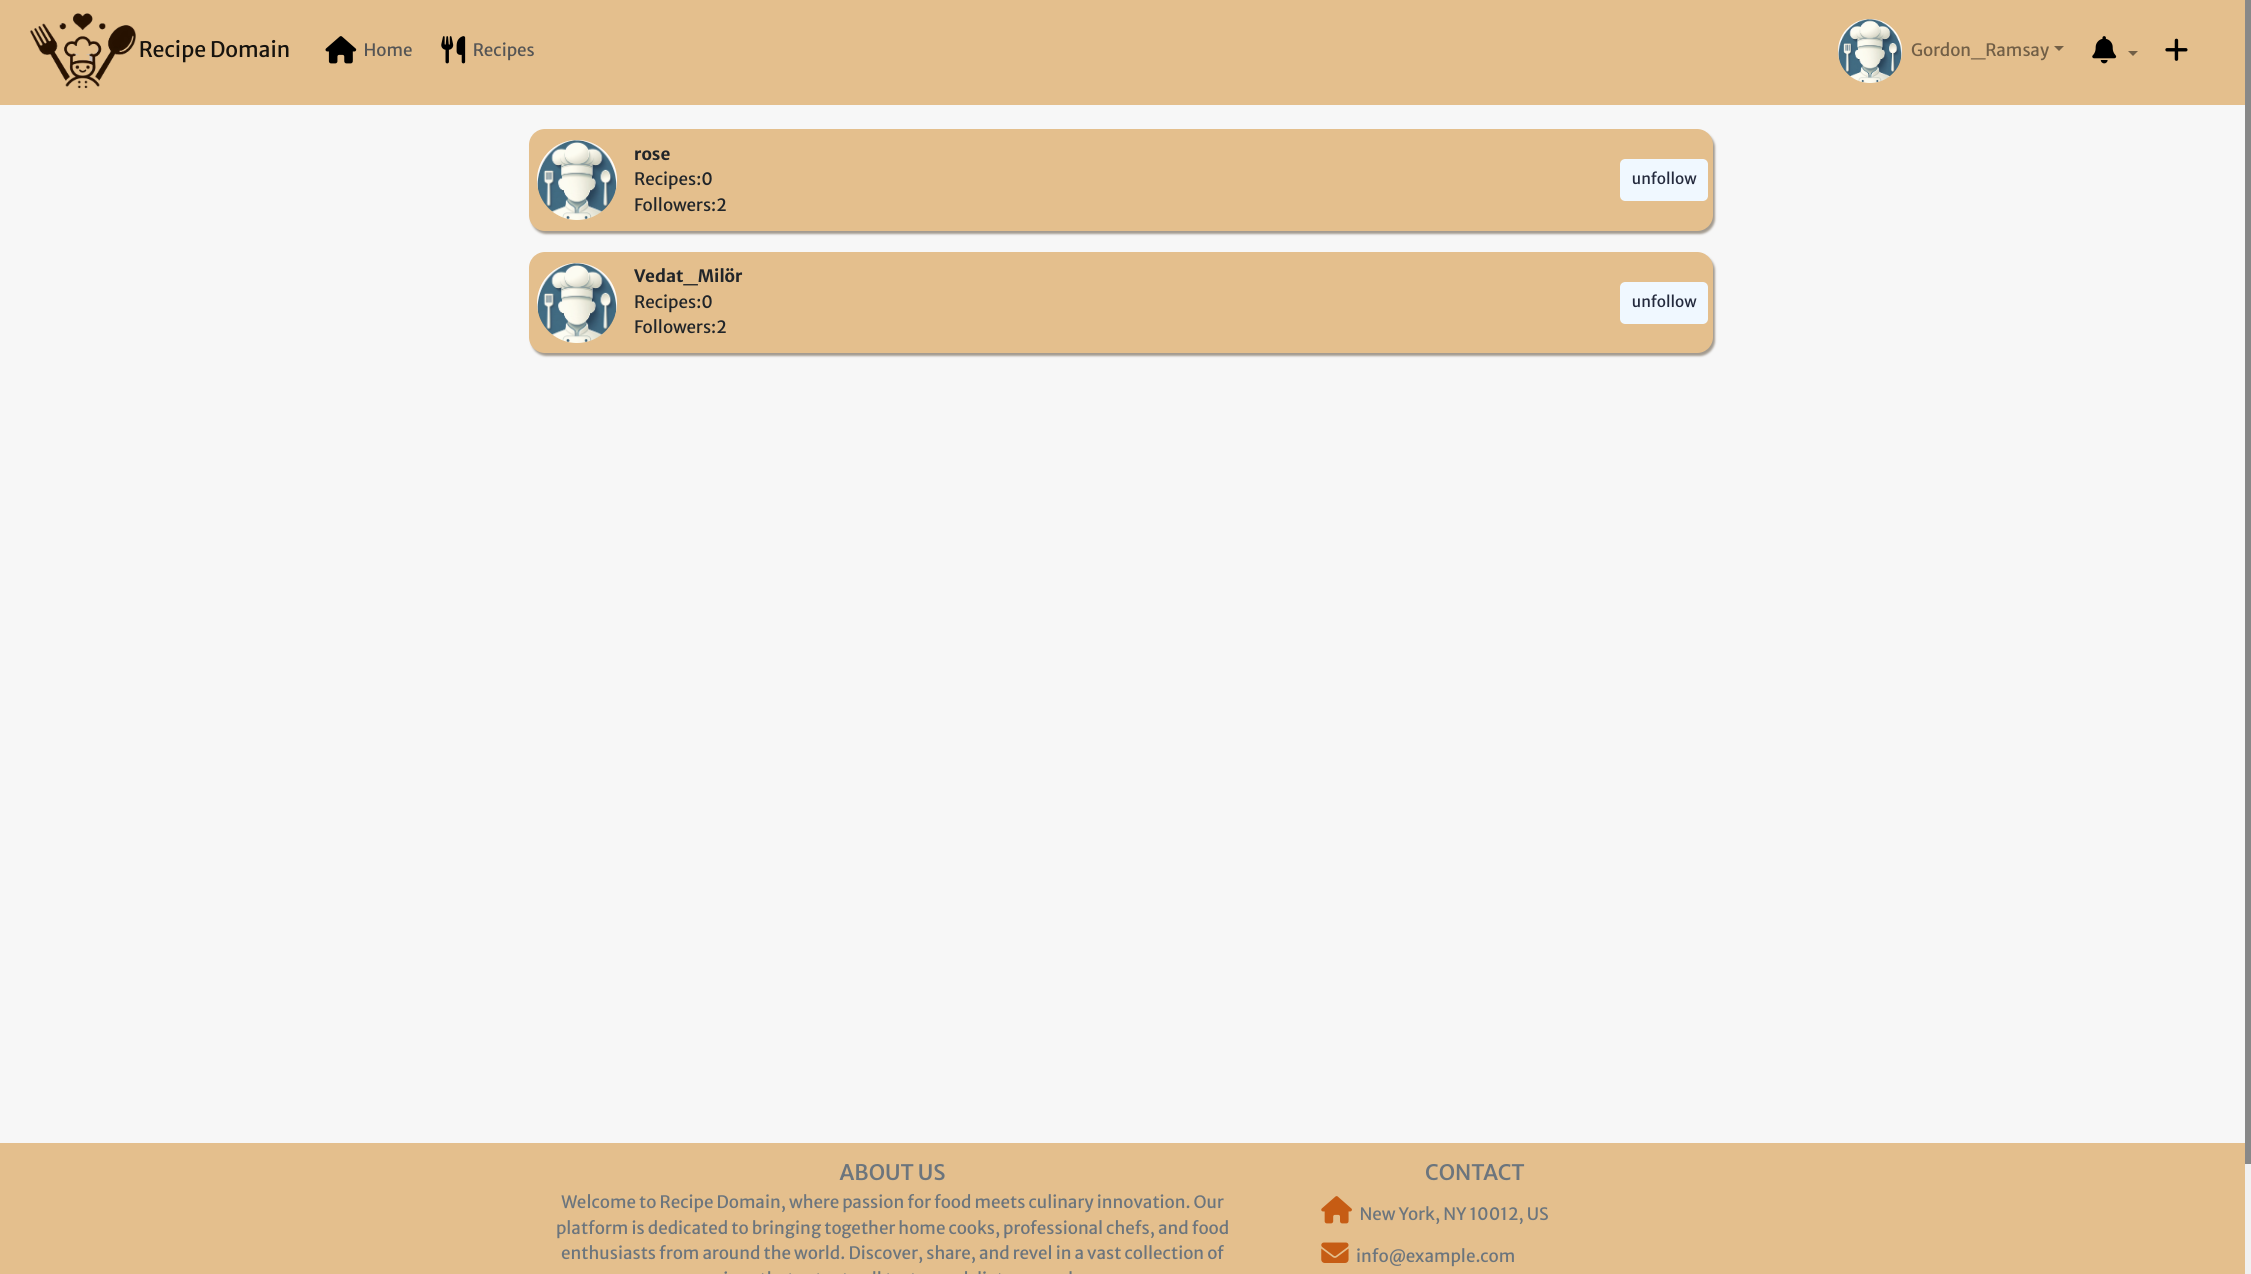 Recipe Domain Home Recipes Gordon_Ramsay
rose
Recipes:0
Followers:2
unfollow
Vedat_Milör
Recipes:0
Followers:2
unfollow
ABOUT US
Welcome to Recipe Domain, where passion for food meets culinary innovation. Our
platform is dedicated to bringing together home cooks, professional chefs, and food
enthusiasts from around the world. Discover, share, and revel in a vast collection of
CONTACT
New York, NY 10012, US
info@example.com